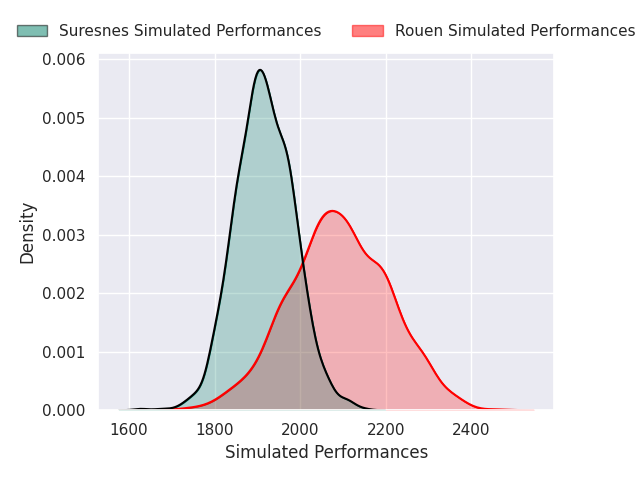 Suresnes Simulated Performances
Rouen Simulated Performances
0.006
0.005
0.004
0.003
0.002
0.001
0.000
Density
1600 1800 2000 2200 2400
Simulated Performances